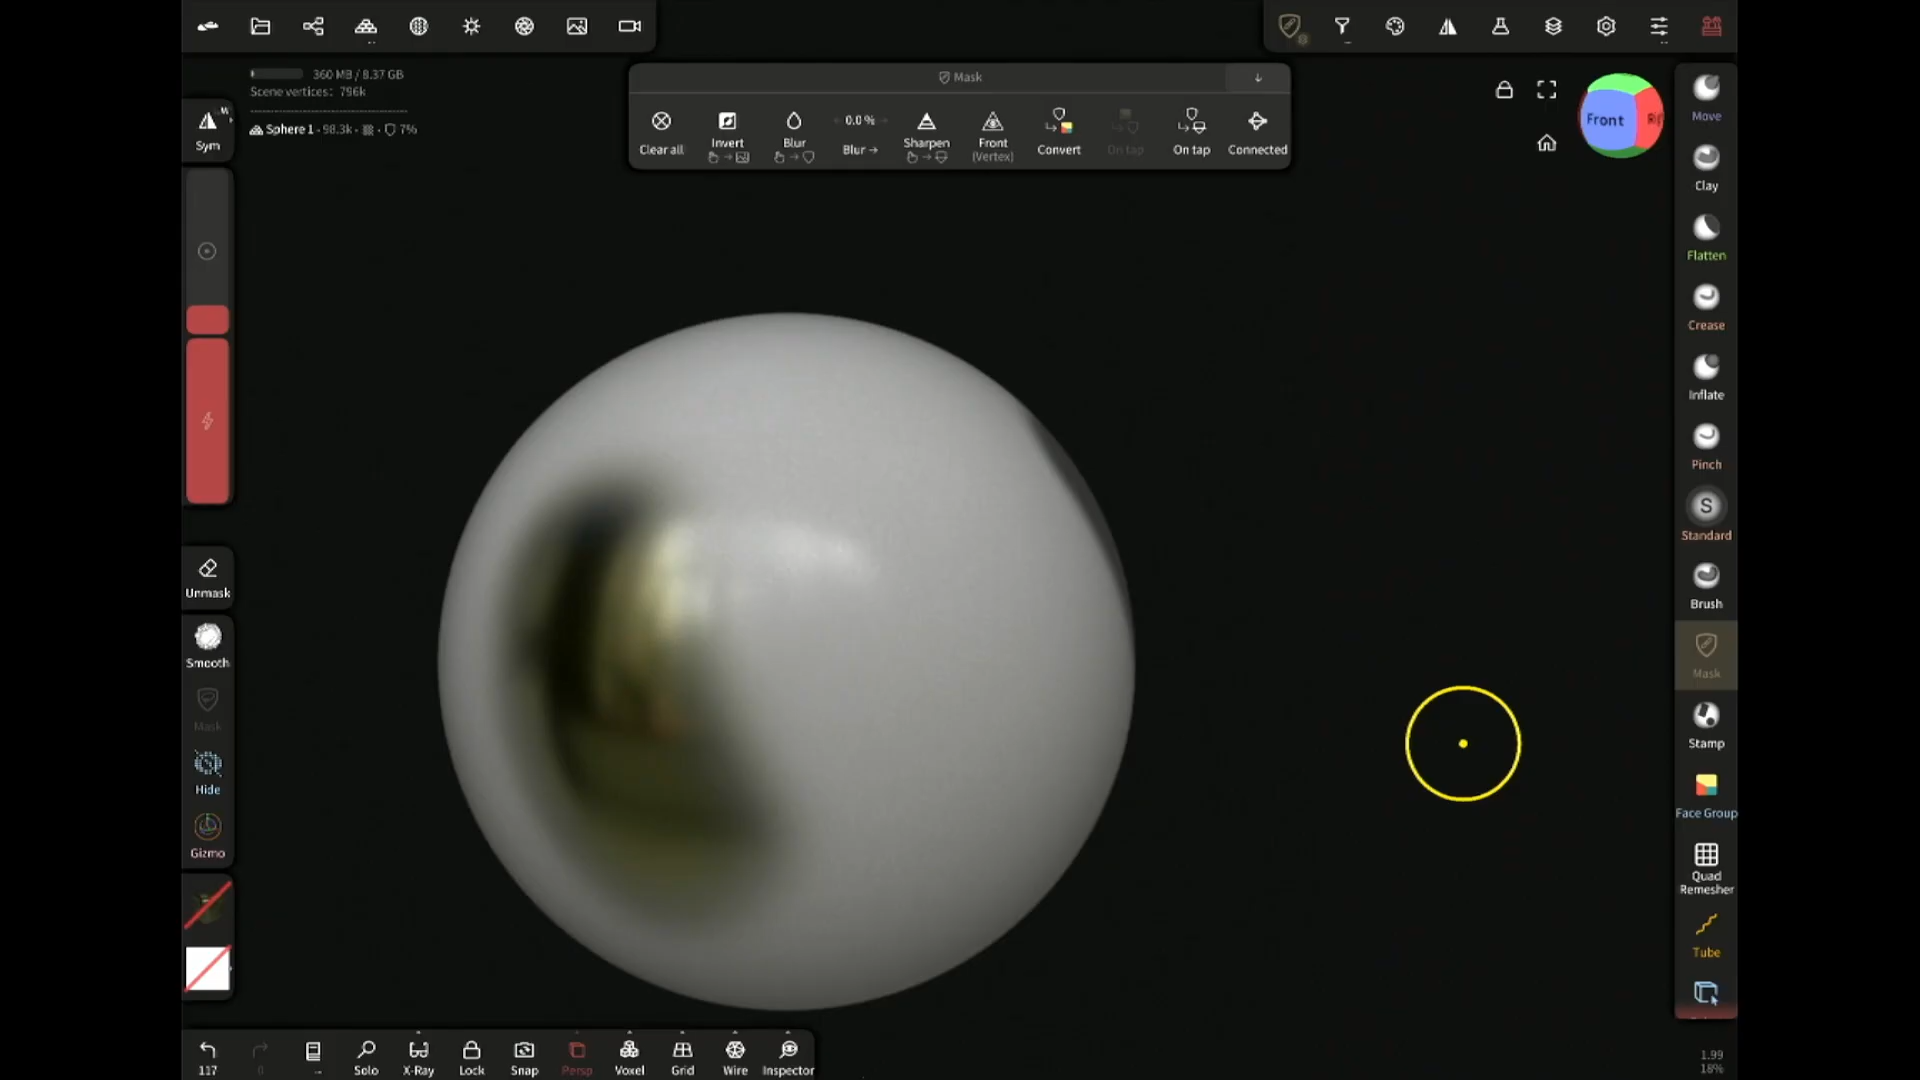 360 MB / 8.37 GB
Scene vertices: 796k
Sphere 1 - 98.3k · 7%
Mask
Clear all
Invert
Blur
0.0 %
Blur →
Sharpen
Front
(Vertex)
Convert
On tap
On tap
Connected
Front
Sym
Unmask
Smooth
Mask
Hide
Gizmo
Move
Clay
Flatten
Crease
Inflate
Pinch
S
Standard
Brush
Mask
Stamp
Face Group
Quad
Remesher
Tube
117
0
Solo
X-Ray
Lock
Snap
Persp
Voxel
Grid
Wire
Inspector
1.99
18%